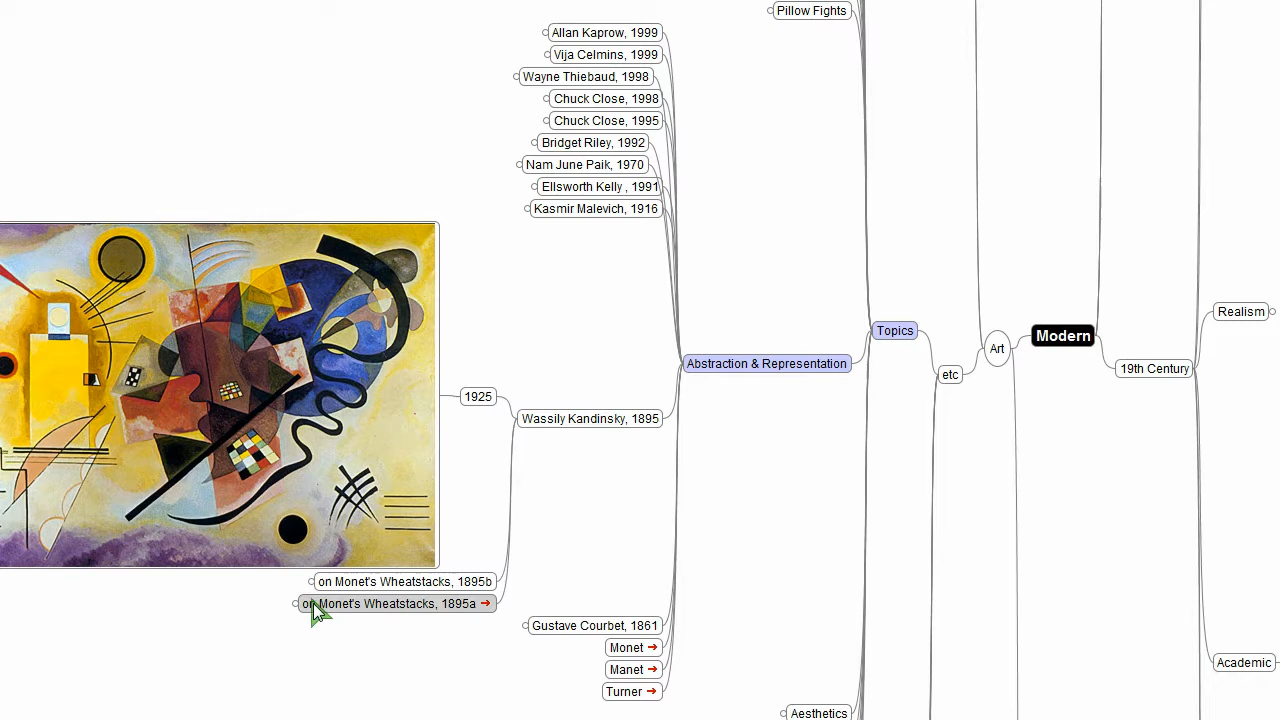 Pillow Fights
Allan Kaprow, 1999
Vija Celmins, 1999
Wayne Thiebaud, 1998
Chuck Close, 1998
Chuck Close, 1995
Bridget Riley, 1992
Nam June Paik, 1970
Ellsworth Kelly , 1991
Kasmir Malevich, 1916
Realism
Topics
Art
Modern
Abstraction & Representation
etc
19th Century
1925
Wassily Kandinsky, 1895
on Monet's Wheatstacks, 1895b
on Monet's Wheatstacks, 1895a
Gustave Courbet, 1861
Monet
Manet
Academic
Turner
Aesthetics